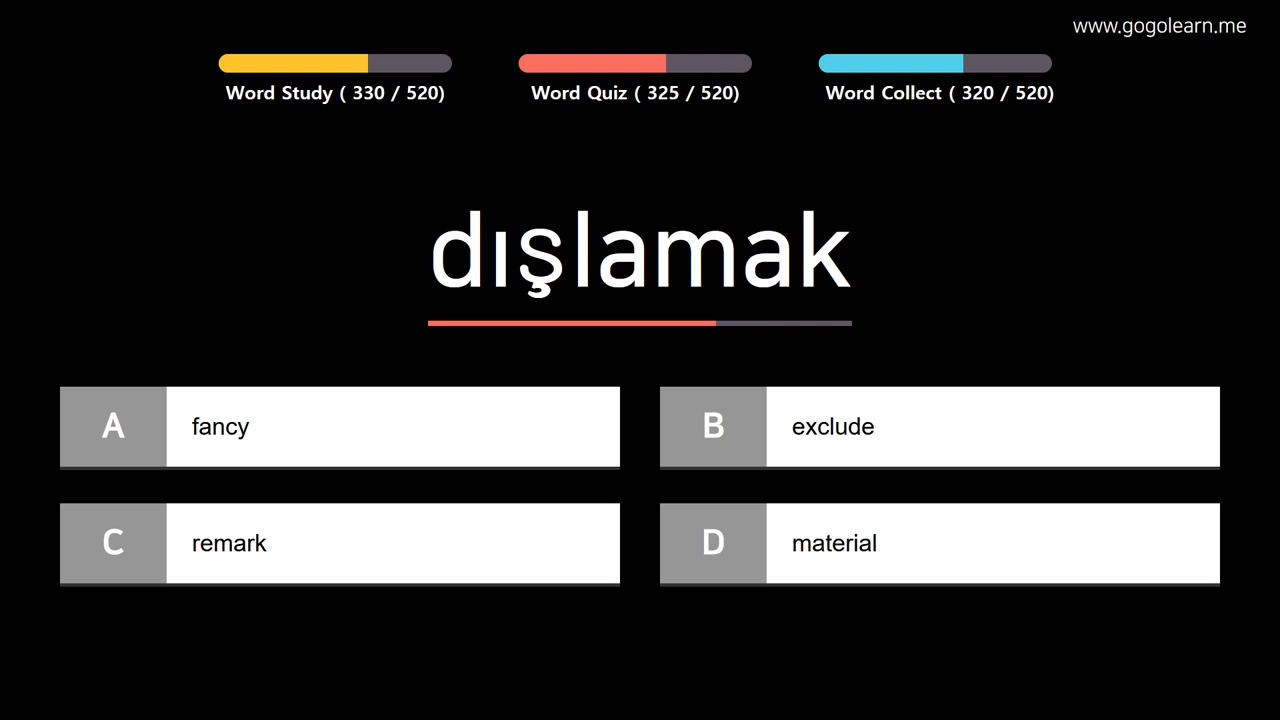 www.gogolearn.me
Word Study ( 330 / 520)
Word Quiz ( 325 / 520)
Word Collect ( 320 / 520)
dışlamak
A fancy
B exclude
C remark
D material